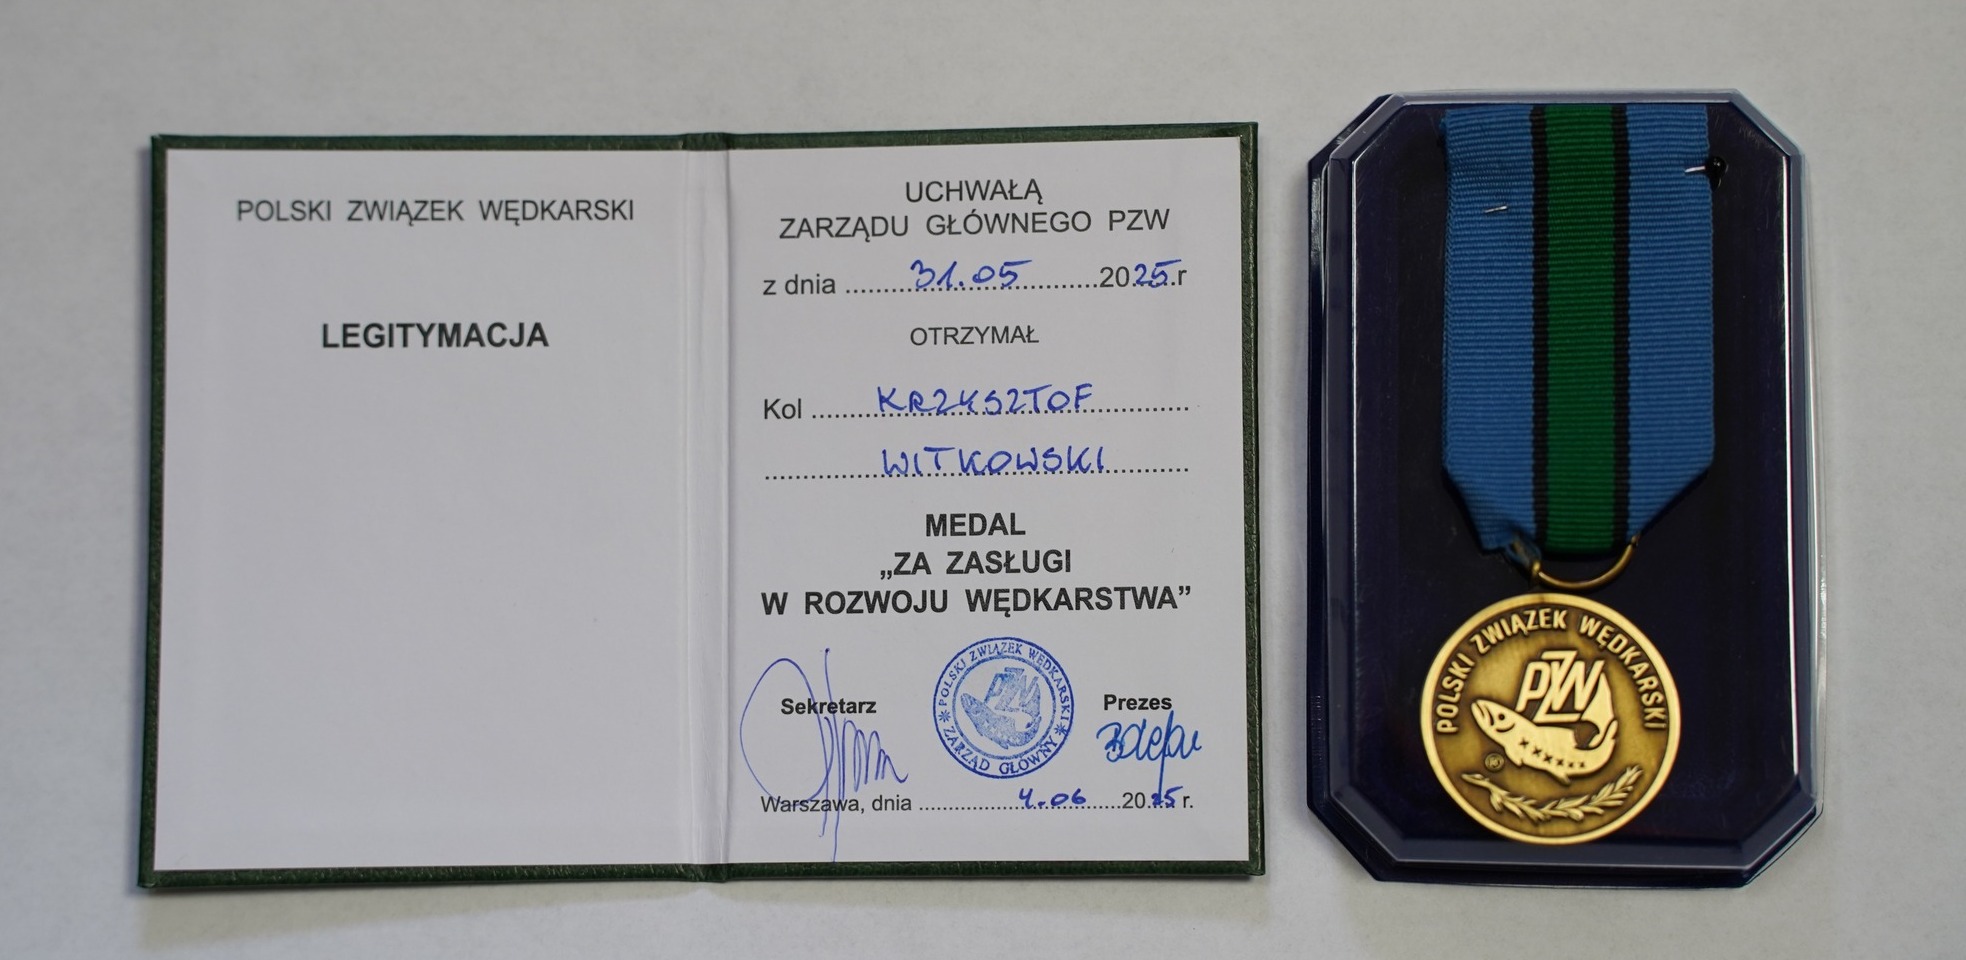 POLSKI ZWIĄZEK WĘDKARSKI
LEGITYMACJA
UCHWAŁĄ
ZARZĄDU GŁÓWNEGO PZW
z dnia ..........31.05..........2025.r
OTRZYMAŁ
Kol ..........KRZYSZTOF..........
..........WITKOWSKI..........
MEDAL
„ZA ZASŁUGI
W ROZWOJU WĘDKARSTWA”
Sekretarz
Prezes
POLSKI ZWIĄZEK WĘDKARSKI
PZW
ZARZĄD GŁÓWNY
Warszawa, dnia ..........4.06..........2025 r.
POLSKI ZWIĄZEK WĘDKARSKI
PZW